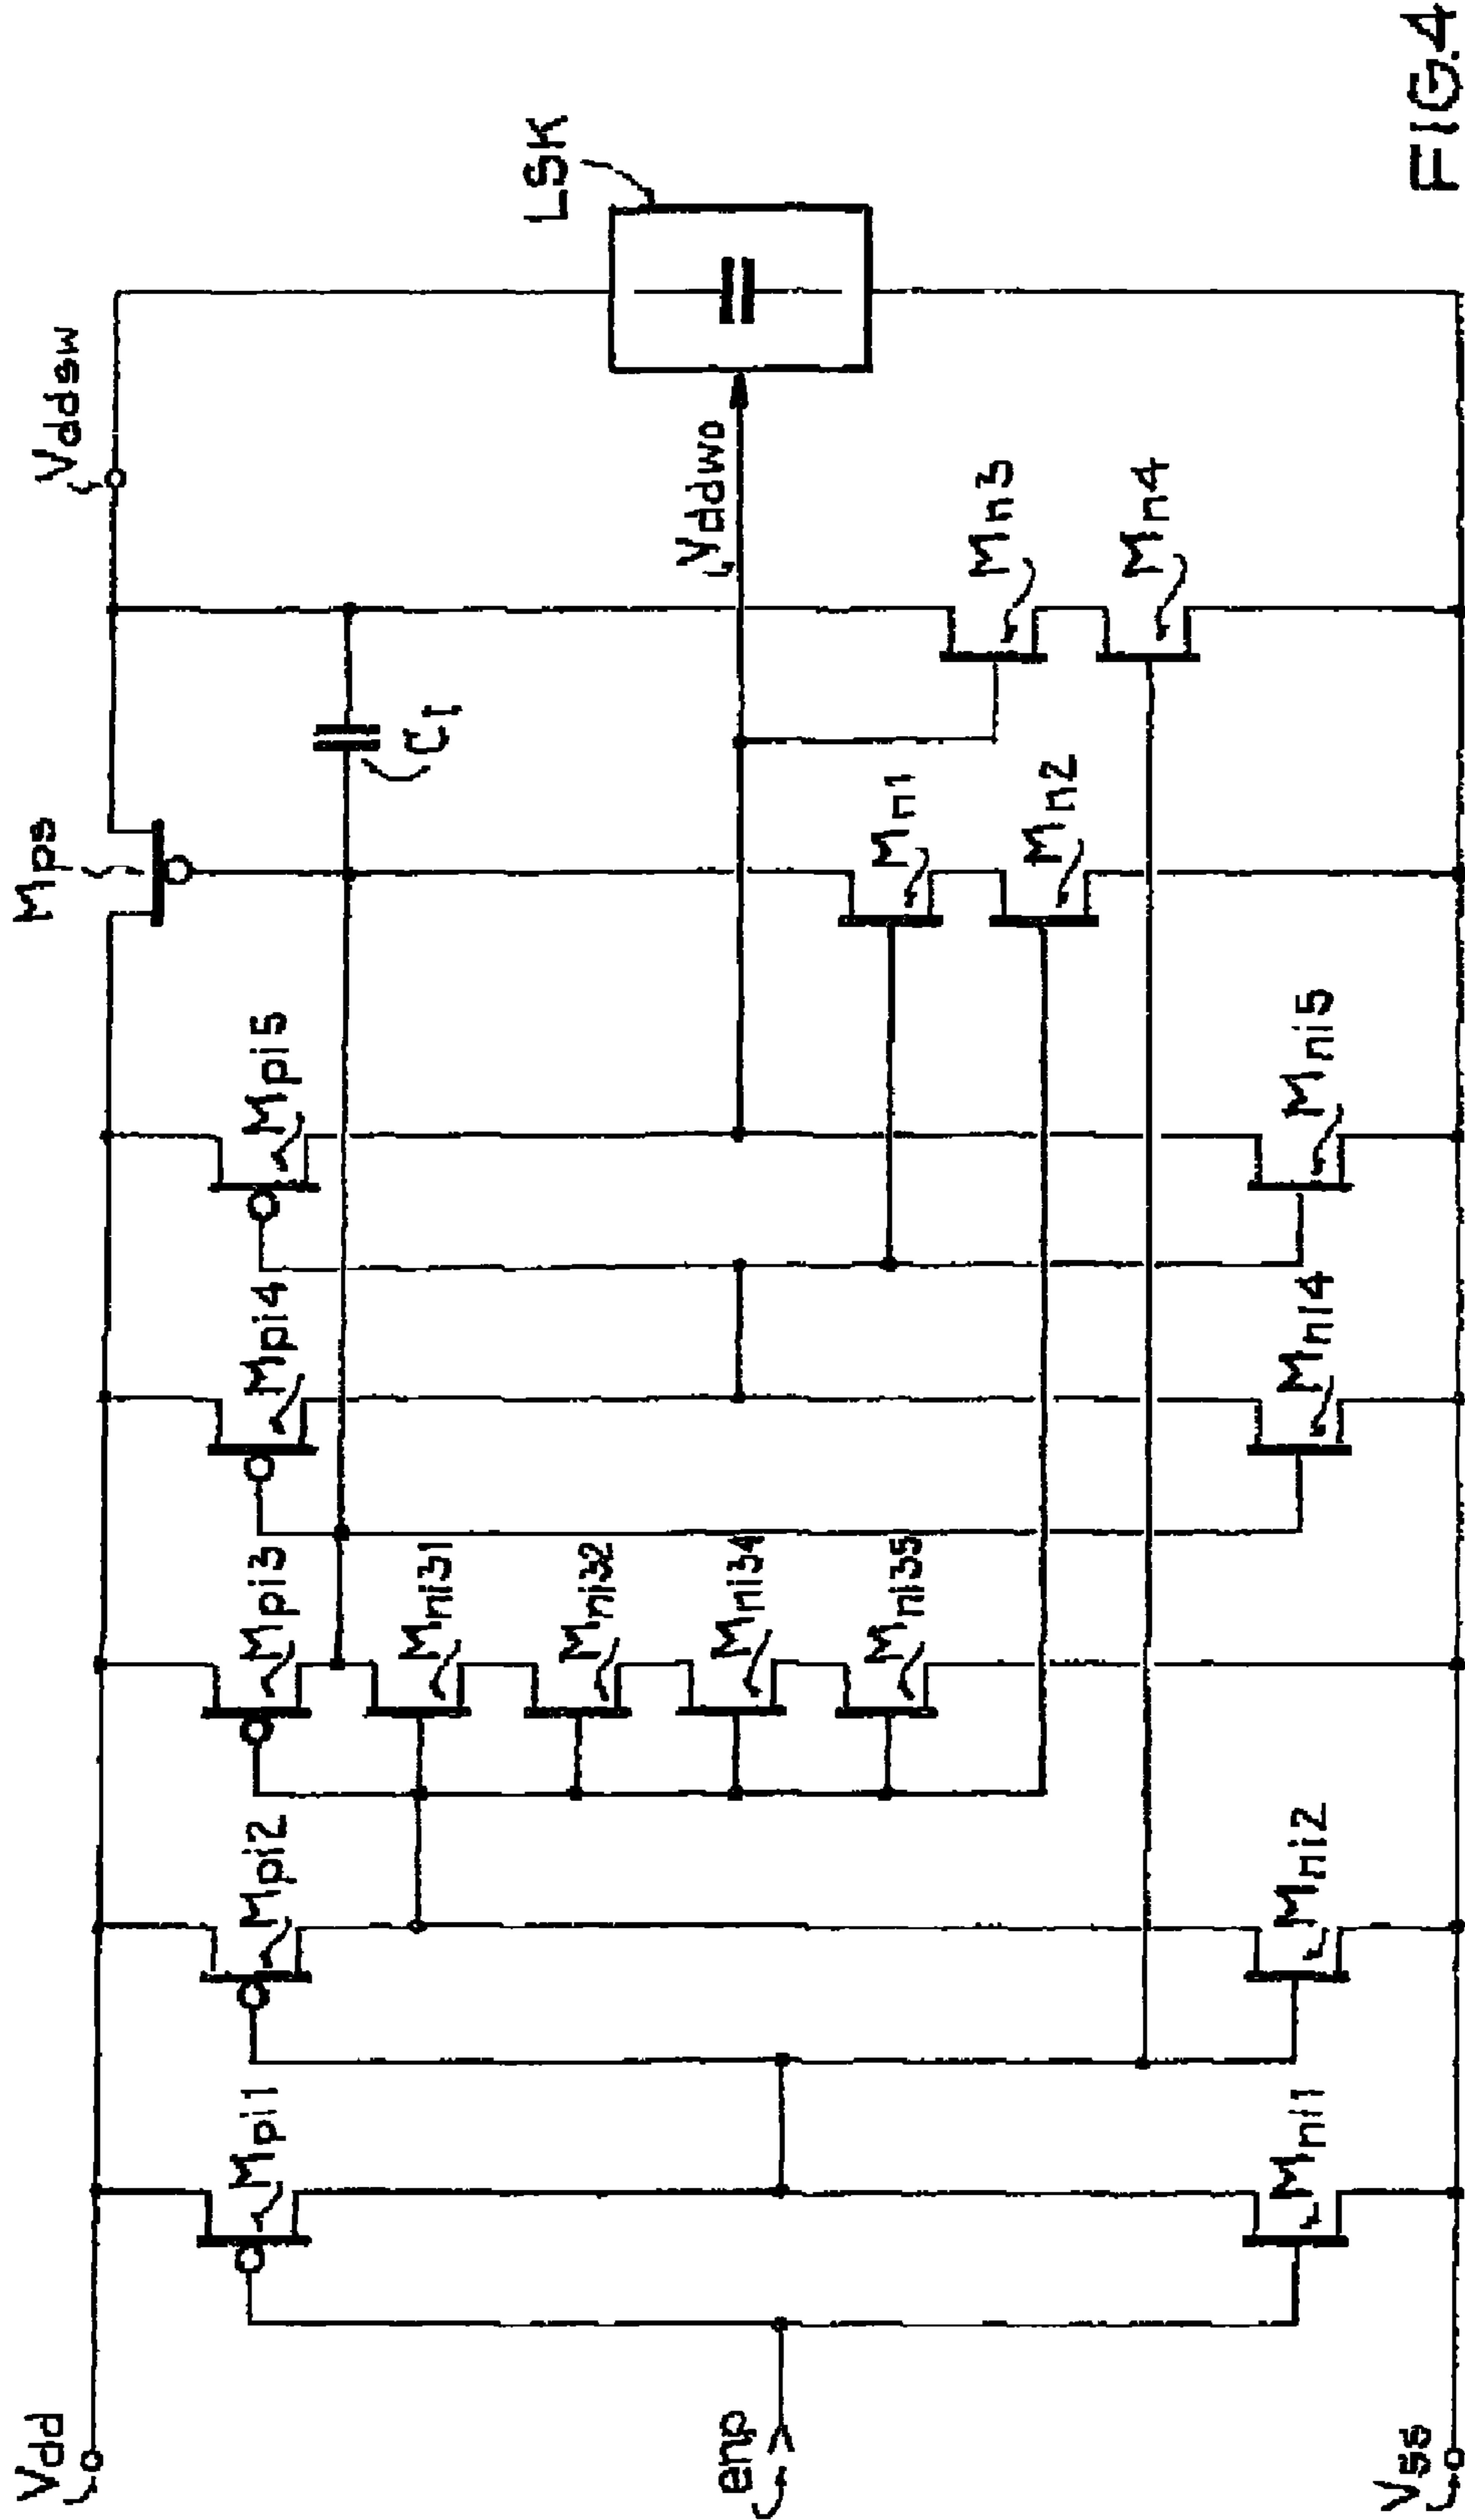 Vdd
enp
Vss
Mpi1
Mni1
Mpi2
Mni2
Mpi3
Mni31
Mni32
Mni34
Mni35
Mpi4
Mni4
Mpi5
Mni5
Mps
Ct
Mn1
Mn2
Mn3
Mn4
Vddsw
Vddwo
LSK
FIG.4